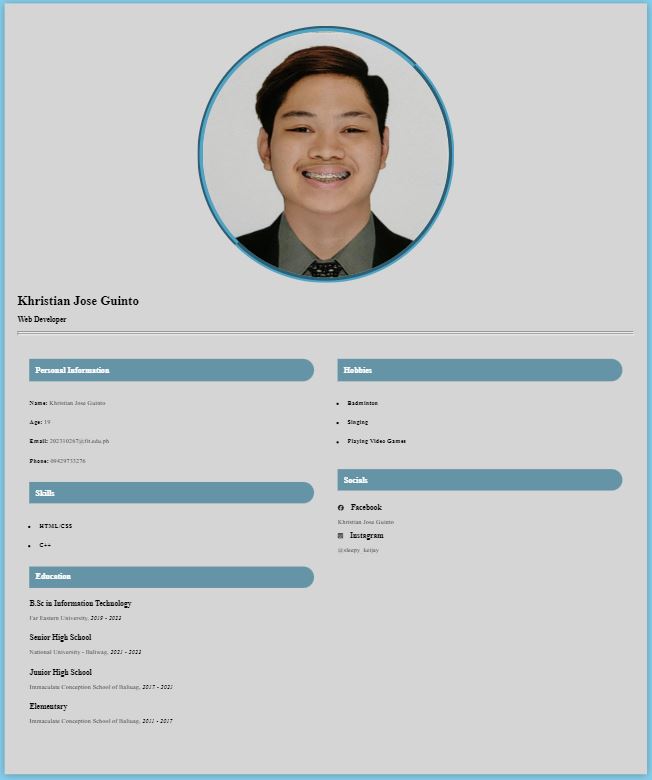 Khristian Jose Guinto
Web Developer
Personal Information
Name: Khristian Jose Guinto
Age: 19
Email: 202310267@fit.edu.ph
Phone: 09429733276
Skills
HTML/CSS
C++
Education
B.Sc in Information Technology
Far Eastern University, 2019 - 2022
Senior High School
National University - Baliwag, 2021 - 2022
Junior High School
Immaculate Conception School of Baliuag, 2017 - 2021
Elementary
Immaculate Conception School of Baliuag, 2011 - 2017
Hobbies
Badminton
Singing
Playing Video Games
Socials
Facebook
Khristian Jose Guinto
Instagram
@sleepy_keijay